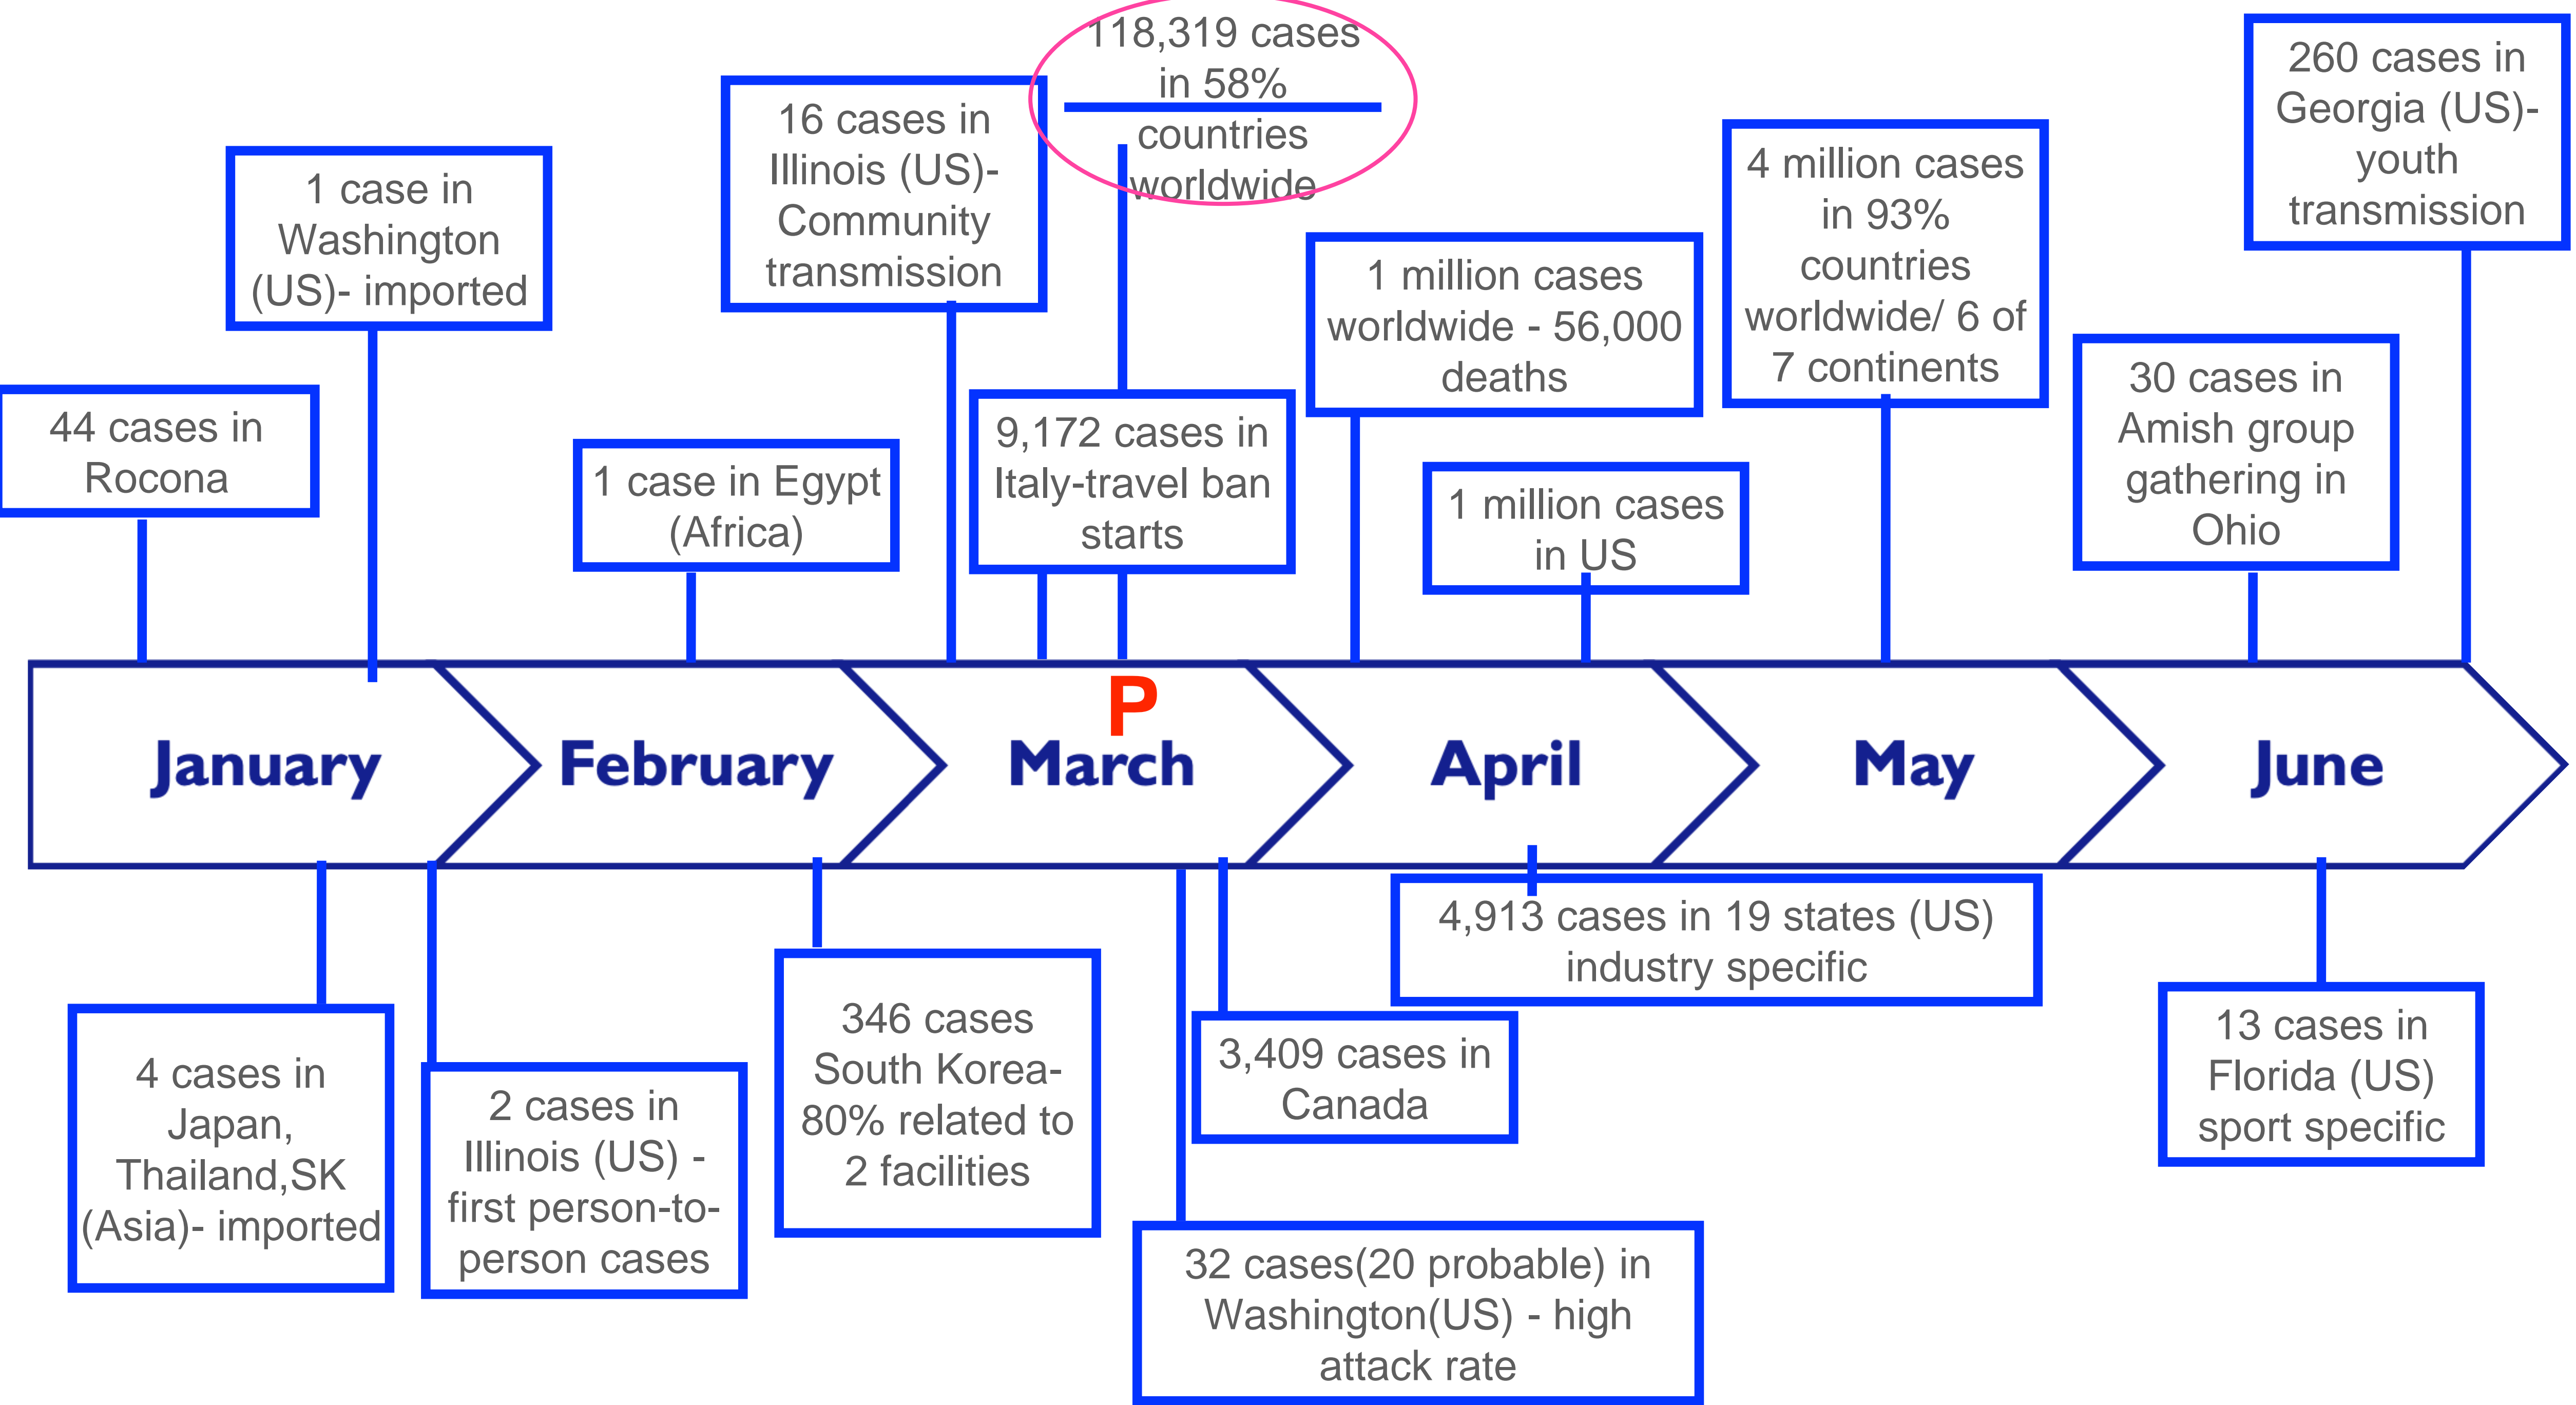 44 cases in
Rocona
1 case in
Washington
(US)- imported
1 case in Egypt
(Africa)
16 cases in
Illinois (US)-
Community
transmission
118,319 cases
in 58%
countries
worldwide
9,172 cases in
Italy-travel ban
starts
1 million cases
worldwide - 56,000
deaths
1 million cases
in US
4 million cases
in 93%
countries
worldwide/ 6 of
7 continents
30 cases in
Amish group
gathering in
Ohio
260 cases in
Georgia (US)-
youth
transmission
P
January
February
March
April
May
June
4 cases in
Japan,
Thailand,SK
(Asia)- imported
2 cases in
Illinois (US) -
first person-to-
person cases
346 cases
South Korea-
80% related to
2 facilities
32 cases(20 probable) in
Washington(US) - high
attack rate
3,409 cases in
Canada
4,913 cases in 19 states (US)
industry specific
13 cases in
Florida (US)
sport specific